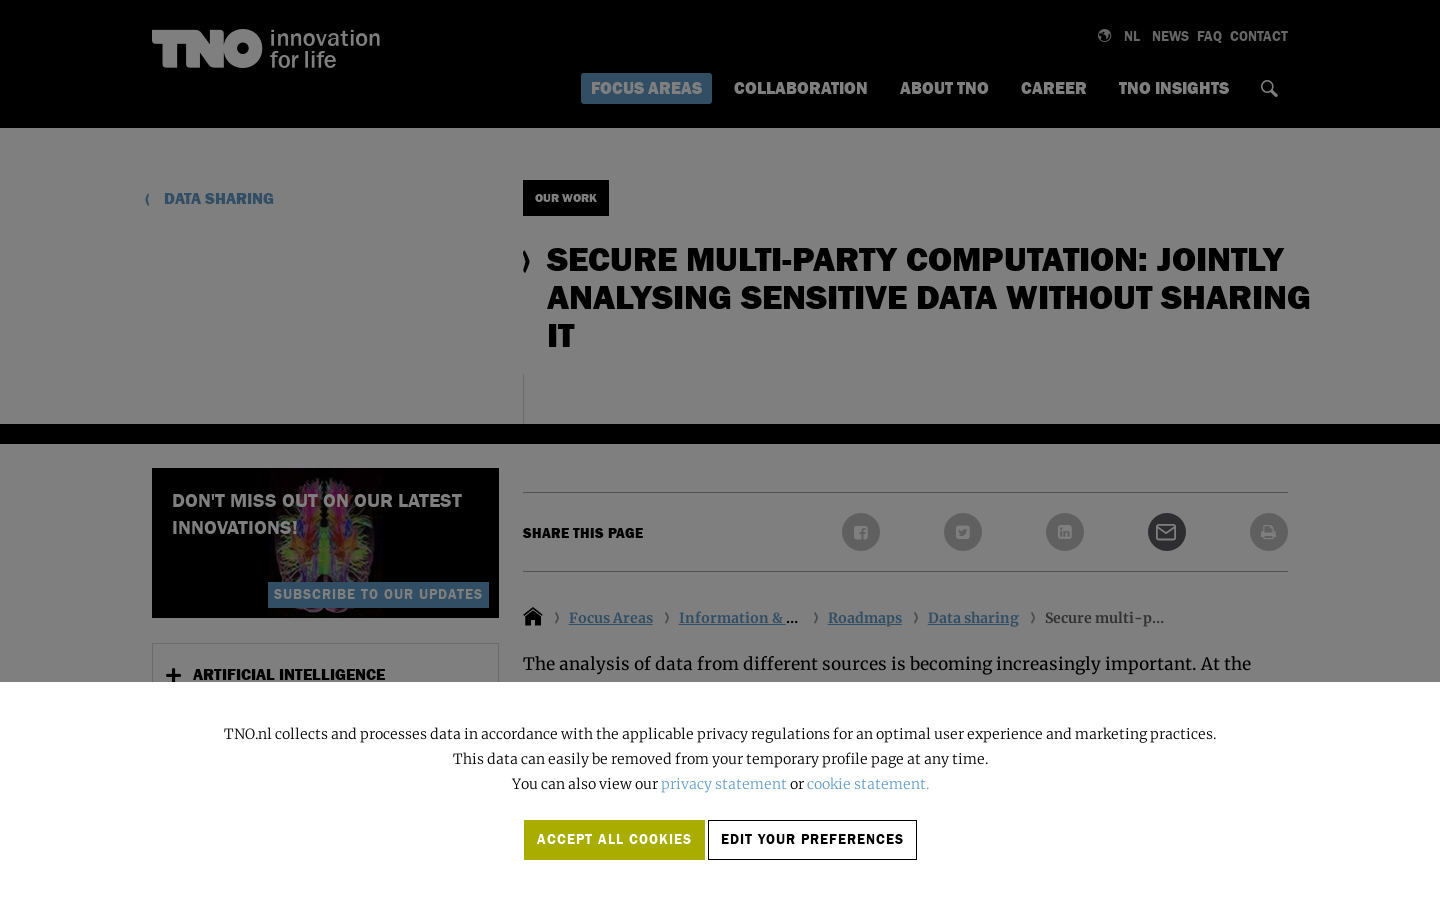 TNO innovation
for life
NL NEWS FAQ CONTACT
FOCUS AREAS COLLABORATION ABOUT TNO CAREER TNO INSIGHTS
DATA SHARING
OUR WORK
SECURE MULTI-PARTY COMPUTATION: JOINTLY
ANALYSING SENSITIVE DATA WITHOUT SHARING
IT
DON'T MISS OUT ON OUR LATEST
INNOVATIONS!
SUBSCRIBE TO OUR UPDATES
SHARE THIS PAGE
Focus Areas Information & ... Roadmaps Data sharing Secure multi-p...
ARTIFICIAL INTELLIGENCE
The analysis of data from different sources is becoming increasingly important. At the
TNO.nl collects and processes data in accordance with the applicable privacy regulations for an optimal user experience and marketing practices.
This data can easily be removed from your temporary profile page at any time.
You can also view our privacy statement or cookie statement.
ACCEPT ALL COOKIES EDIT YOUR PREFERENCES